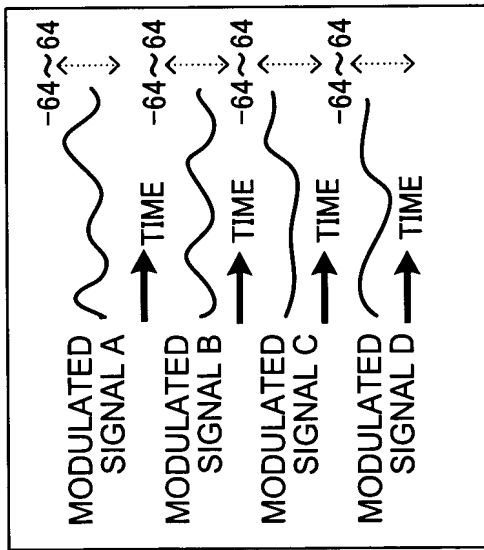 MODULATED
SIGNAL A
TIME
-64~64
MODULATED
SIGNAL B
TIME
-64~64
MODULATED
SIGNAL C
TIME
-64~64
MODULATED
SIGNAL D
TIME
-64~64